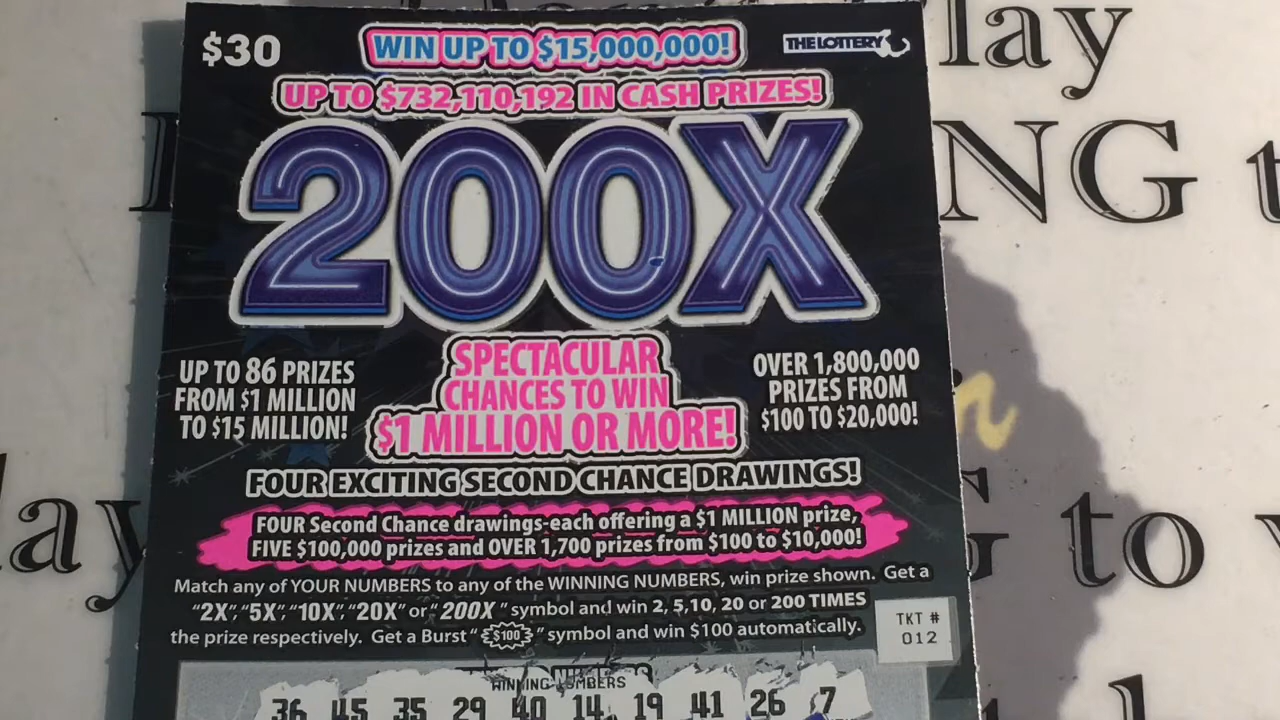 $30
WIN UP TO $15,000,000!
THE LOTTERY
UP TO $732,110,192 IN CASH PRIZES!
200X
UP TO 86 PRIZES
FROM $1 MILLION
TO $15 MILLION!
SPECTACULAR
CHANCES TO WIN
$1 MILLION OR MORE!
OVER 1,800,000
PRIZES FROM
$100 TO $20,000!
FOUR EXCITING SECOND CHANCE DRAWINGS!
FOUR Second Chance drawings-each offering a $1 MILLION prize,
FIVE $100,000 prizes and OVER 1,700 prizes from $100 to $10,000!
Match any of YOUR NUMBERS to any of the WINNING NUMBERS, win prize shown. Get a
"2X", "5X", "10X", "20X" or "200X" symbol and win 2, 5, 10, 20 or 200 TIMES
the prize respectively. Get a Burst "$100" symbol and win $100 automatically.
TKT #
012
WINNING NUMBERS
36 45 35 29 40 14 19 41 26 7
lay
NG t
ay
to